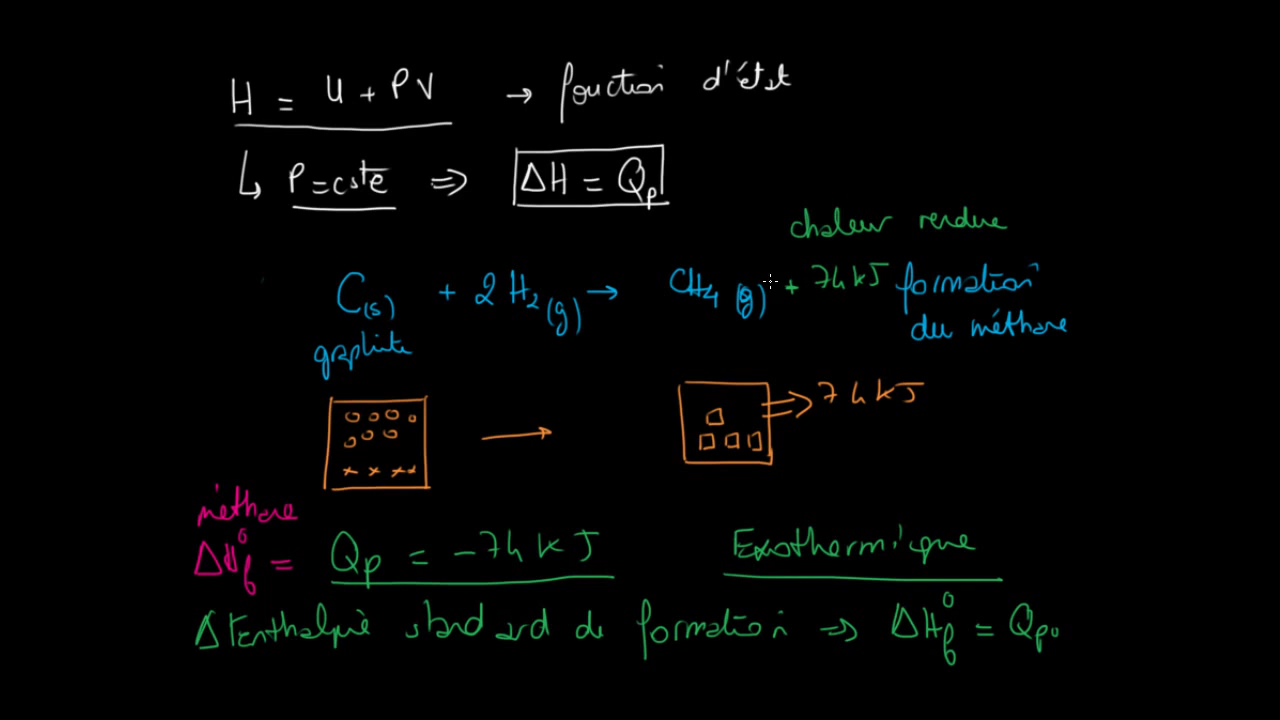 H = U + PV → fonction d'état
↳ P = cste ⇒ ΔH = Qp
chaleur rendue
C(s) + 2 H2 (g) → CH4 (g) + 74 kJ formation
graphite
du méthane
⇒ 74 kJ
méthane
ΔH°f = Qp = -74 kJ Exothermique
Δ l'enthalpie standard de formation ⇒ ΔH°f = Qp°